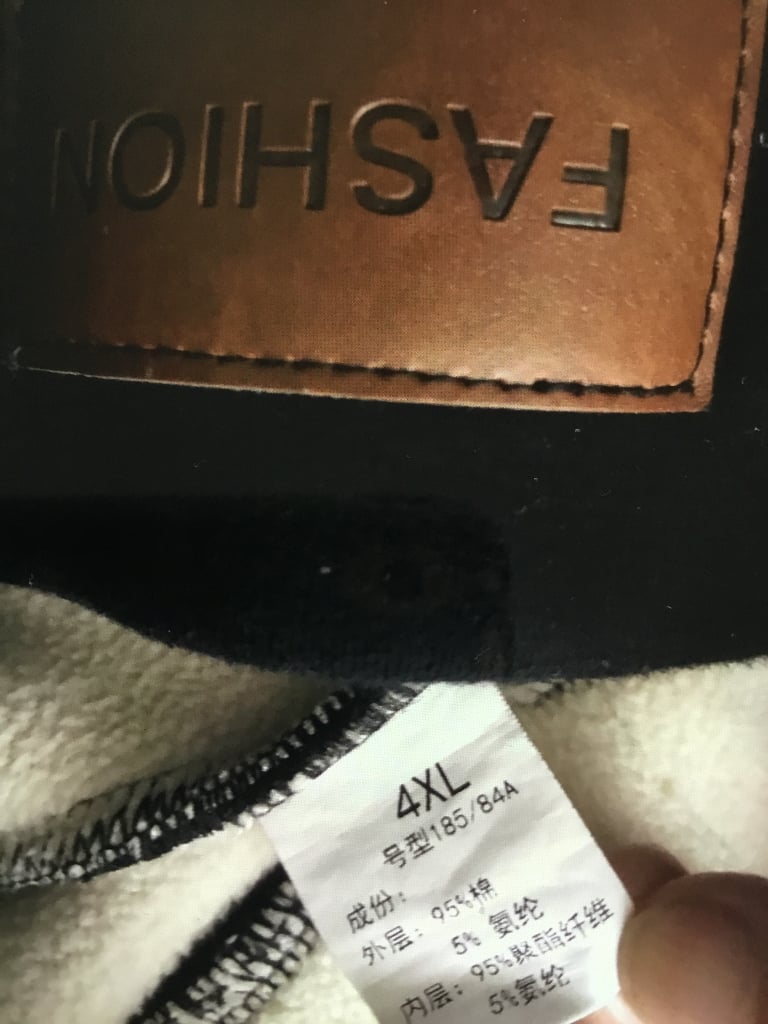 FASHION
4XL
号型185/84A
成份:
外层: 95%棉
5% 氨纶
内层: 95%聚酯纤维
5%氨纶